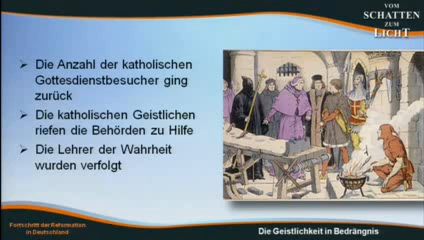 VOM
SCHATTEN
ZUM
LICHT
➢ Die Anzahl der katholischen
Gottesdienstbesucher ging
zurück
➢ Die katholischen Geistlichen
riefen die Behörden zu Hilfe
➢ Die Lehrer der Wahrheit
wurden verfolgt
Fortschritt der Reformation
in Deutschland
Die Geistlichkeit in Bedrängnis